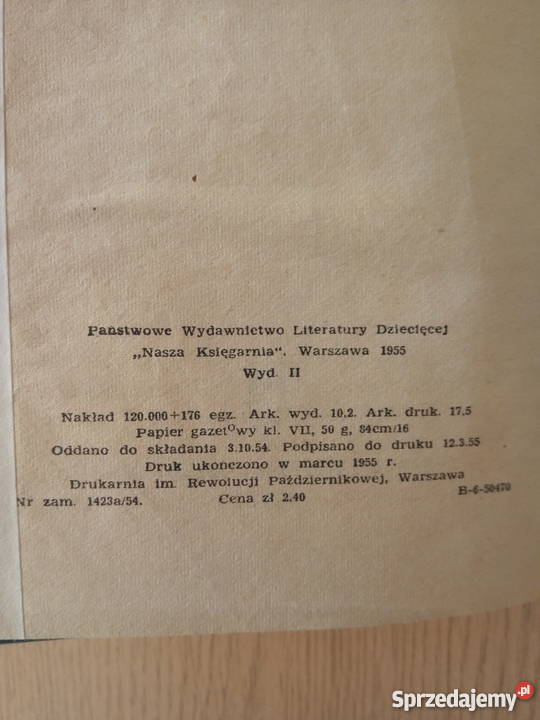 Państwowe Wydawnictwo Literatury Dziecięcej
„Nasza Księgarnia“. Warszawa 1955
Wyd. II
Nakład 120.000+176 egz. Ark. wyd. 10,2. Ark. druk. 17,5
Papier gazetowy kl. VII, 50 g, 84cm/16
Oddano do składania 3.10.54. Podpisano do druku 12.3.55
Druk ukończono w marcu 1955 r.
Drukarnia im. Rewolucji Październikowej, Warszawa
Nr zam. 1423a/54. Cena zł 2.40 B-6-50470
Sprzedajemy.pl